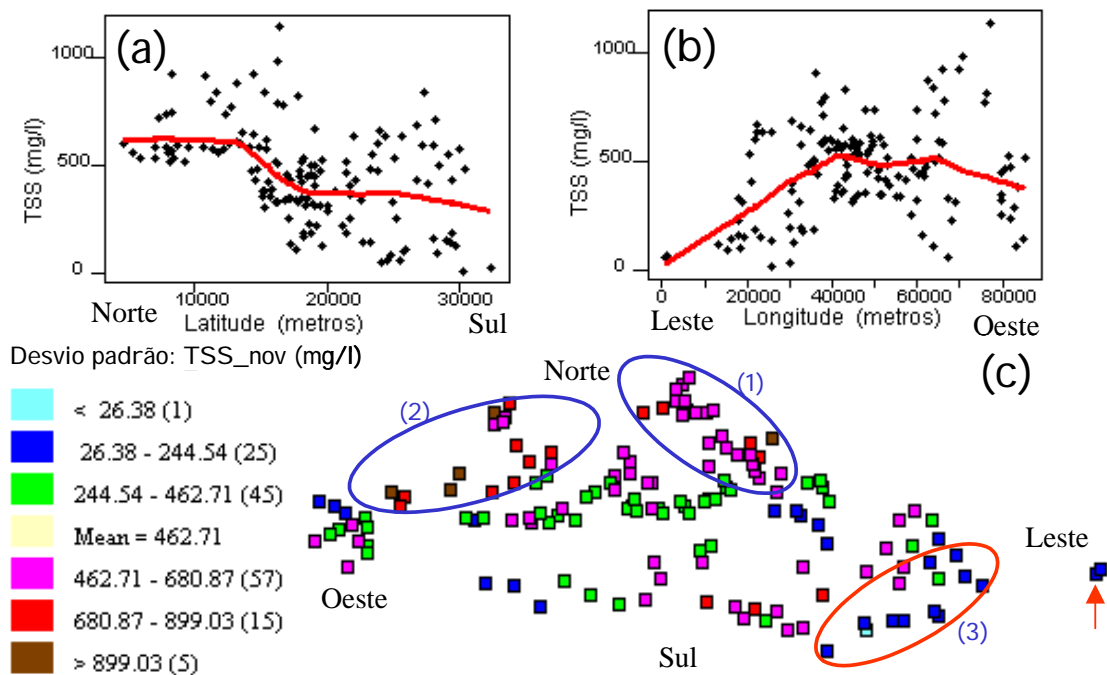 (a)
TSS (mg/l)
1000
500
0
10000 20000 30000
Norte Latitude (metros) Sul
(b)
TSS (mg/l)
1000
500
0
0 20000 40000 60000 80000
Leste Longitude (metros) Oeste
Desvio padrão: TSS_nov (mg/l)
< 26.38 (1)
26.38 - 244.54 (25)
244.54 - 462.71 (45)
Mean = 462.71
462.71 - 680.87 (57)
680.87 - 899.03 (15)
> 899.03 (5)
(c)
Norte
(1)
(2)
Leste
Oeste
(3)
Sul